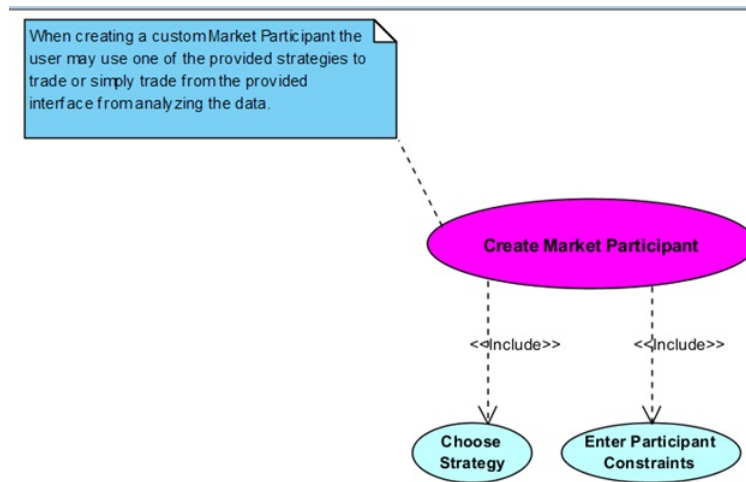 When creating a custom Market Participant the
user may use one of the provided strategies to
trade or simply trade from the provided
interface from analyzing the data.
Create Market Participant
<<Include>>
<<Include>>
Choose
Strategy
Enter Participant
Constraints